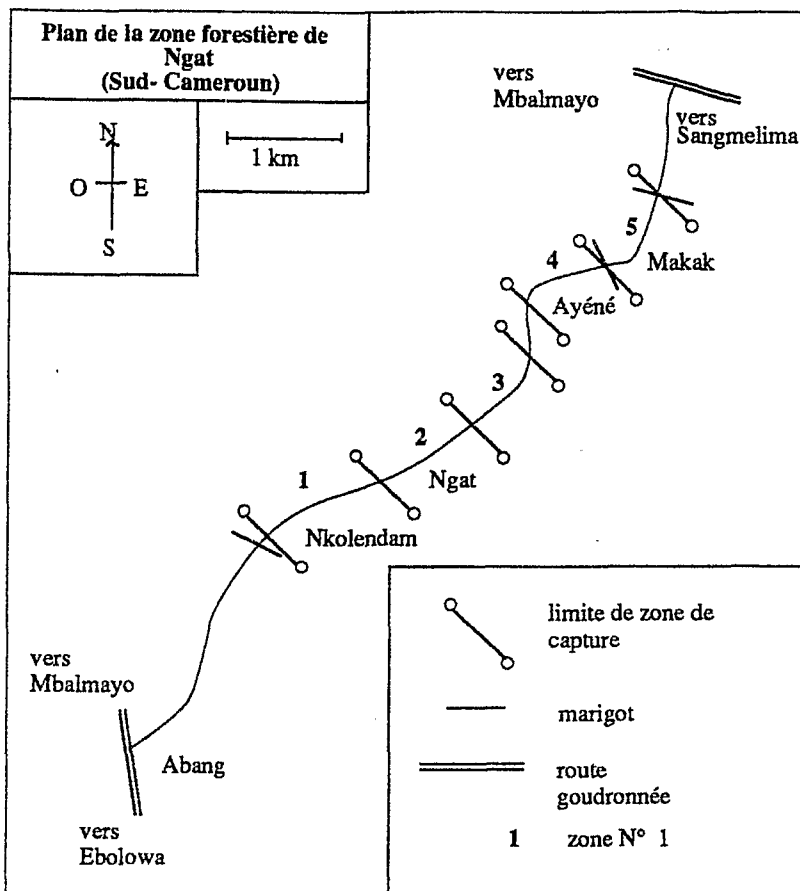 Plan de la zone forestière de
Ngat
(Sud- Cameroun)
N
O E
S
1 km
vers
Mbalmayo
vers
Sangmelima
5
Makak
4
Ayéné
3
2
Ngat
1
Nkolendam
vers
Mbalmayo
Abang
vers
Ebolowa
limite de zone de
capture
marigot
route
goudronnée
1 zone N° 1